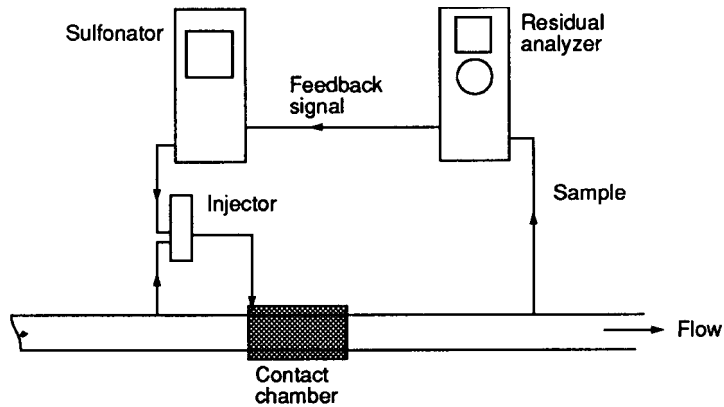 Sulfonator
Residual
analyzer
Feedback
signal
Injector
Sample
Flow
Contact
chamber